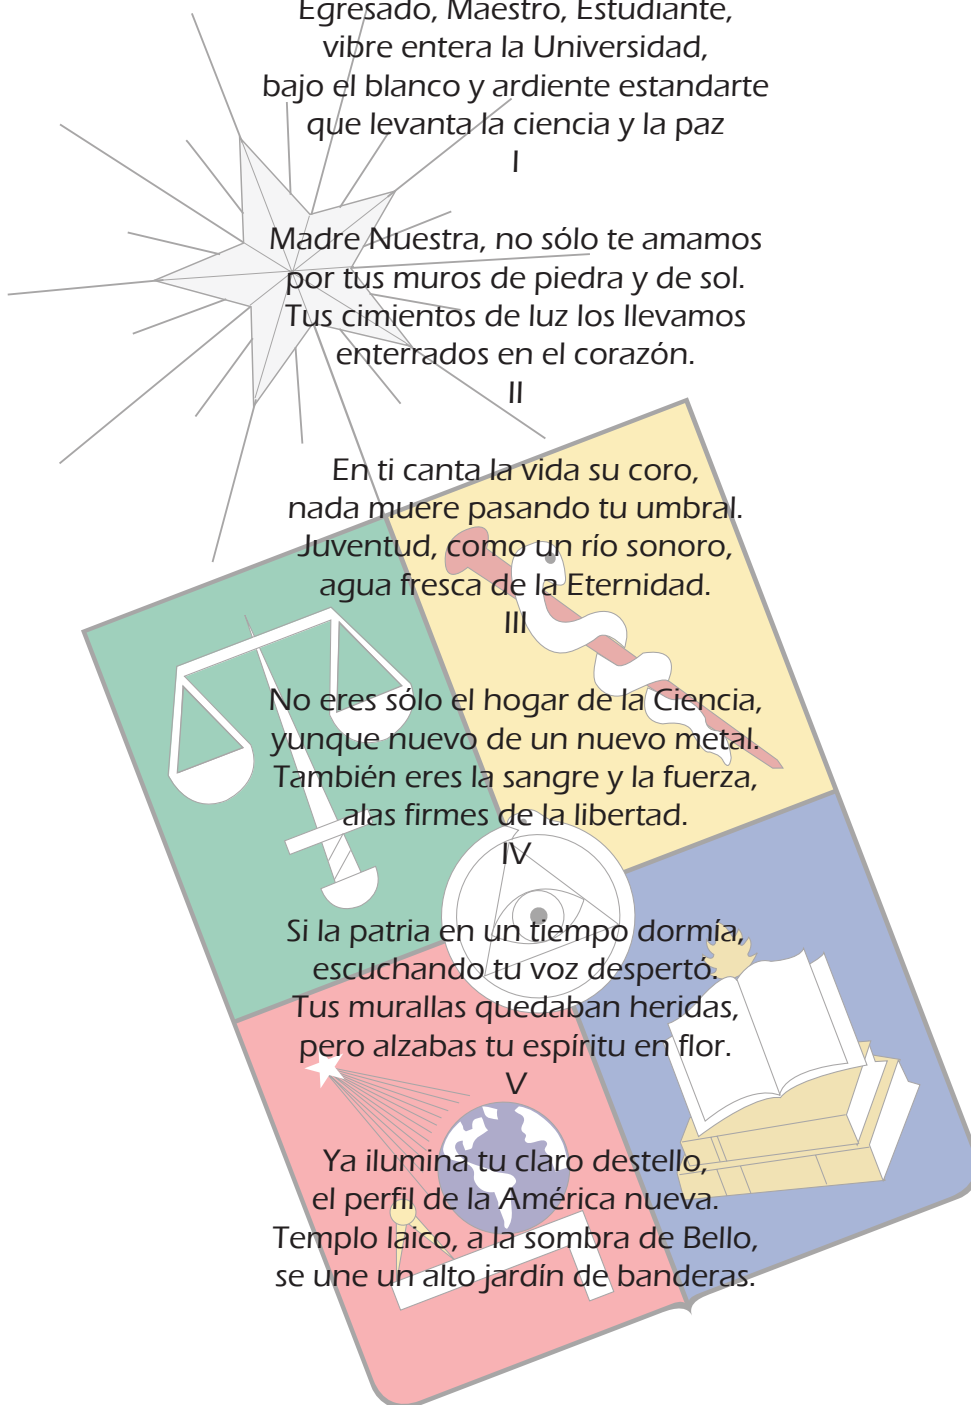 Egresado, Maestro, Estudiante,
vibre entera la Universidad,
bajo el blanco y ardiente estandarte
que levanta la ciencia y la paz
I
Madre Nuestra, no sólo te amamos
por tus muros de piedra y de sol.
Tus cimientos de luz los llevamos
enterrados en el corazón.
II
En ti canta la vida su coro,
nada muere pasando tu umbral.
Juventud, como un río sonoro,
agua fresca de la Eternidad.
III
No eres sólo el hogar de la Ciencia,
yunque nuevo de un nuevo metal.
También eres la sangre y la fuerza,
alas firmes de la libertad.
IV
Si la patria en un tiempo dormía,
escuchando tu voz despertó.
Tus murallas quedaban heridas,
pero alzabas tu espíritu en flor.
V
Ya ilumina tu claro destello,
el perfil de la América nueva.
Templo laico, a la sombra de Bello,
se une un alto jardín de banderas.